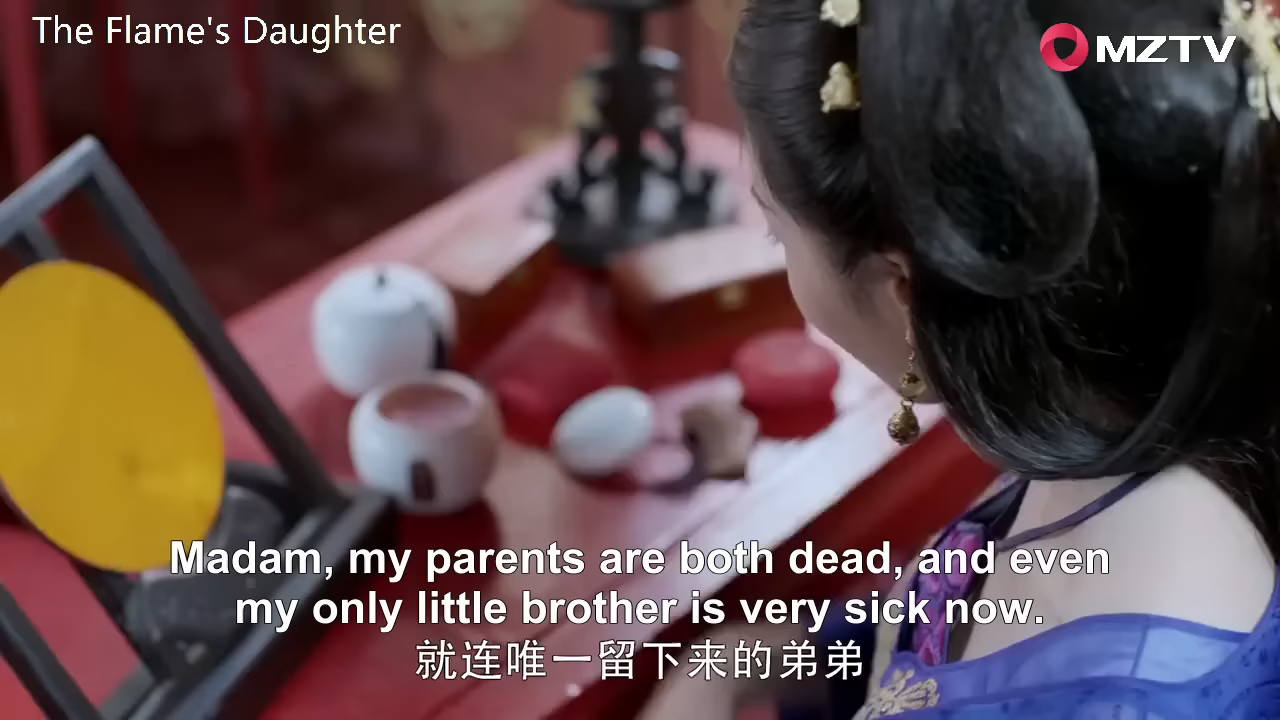 The Flame's Daughter
MZTV
Madam, my parents are both dead, and even
my only little brother is very sick now.
就连唯一留下来的弟弟